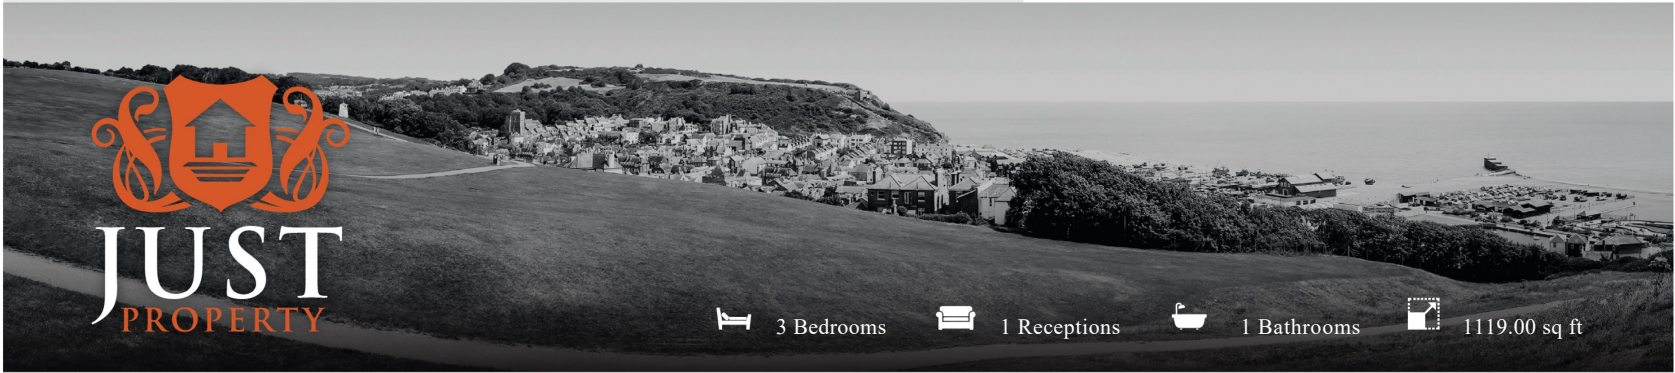 JUST
PROPERTY
3 Bedrooms
1 Receptions
1 Bathrooms
1119.00 sq ft